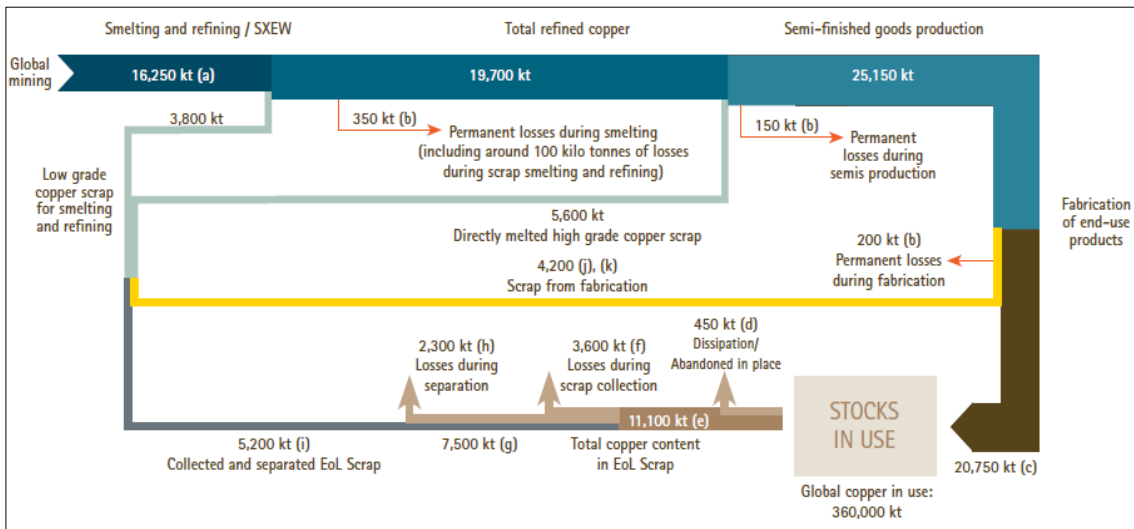 Smelting and refining / SXEW
Total refined copper
Semi-finished goods production
Global
mining
16,250 kt (a)
19,700 kt
25,150 kt
3,800 kt
350 kt (b)
Permanent losses during smelting
(including around 100 kilo tonnes of losses
during scrap smelting and refining)
150 kt (b)
Permanent
losses during
semis production
Low grade
copper scrap
for smelting
and refining
5,600 kt
Directly melted high grade copper scrap
Fabrication
of end-use
products
200 kt (b)
Permanent losses
during fabrication
4,200 (j), (k)
Scrap from fabrication
2,300 kt (h)
Losses during
separation
3,600 kt (f)
Losses during
scrap collection
450 kt (d)
Dissipation/
Abandoned in place
STOCKS
IN USE
11,100 kt (e)
5,200 kt (i)
Collected and separated EoL Scrap
7,500 kt (g)
Total copper content
in EoL Scrap
20,750 kt (c)
Global copper in use:
360,000 kt